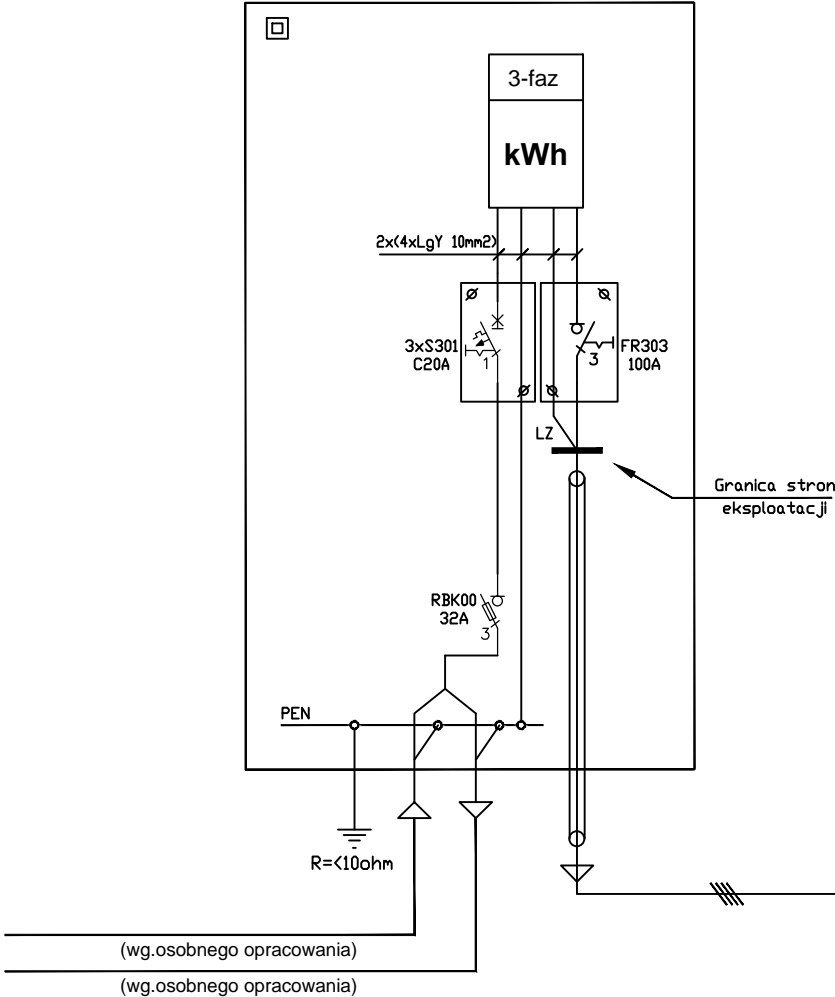 3-faz
kWh
2x(4xLgY 10mm2)
3xS301
C20A
1
3
FR303
100A
LZ
Granica stron
eksploatacji
RBK00
32A
3
PEN
R=<10ohm
(wg.osobnego opracowania)
(wg.osobnego opracowania)